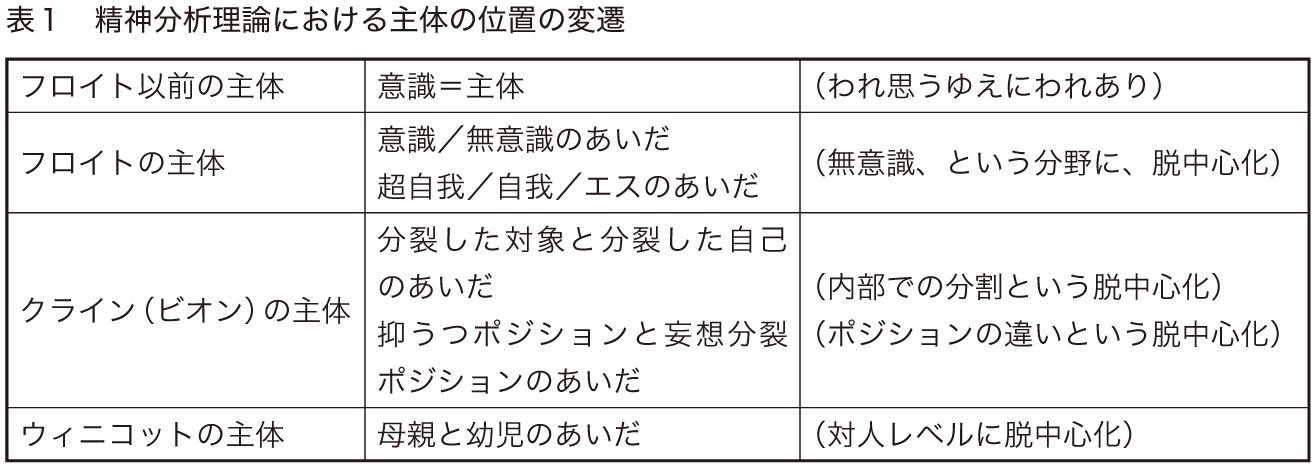 表1 精神分析理論における主体の位置の変遷
フロイト以前の主体
意識＝主体
（われ思うゆえにわれあり）
フロイトの主体
意識／無意識のあいだ
超自我／自我／エスのあいだ
（無意識、という分野に、脱中心化）
クライン（ビオン）の主体
分裂した対象と分裂した自己
のあいだ
抑うつポジションと妄想分裂
ポジションのあいだ
（内部での分割という脱中心化）
（ポジションの違いという脱中心化）
ウィニコットの主体
母親と幼児のあいだ
（対人レベルに脱中心化）